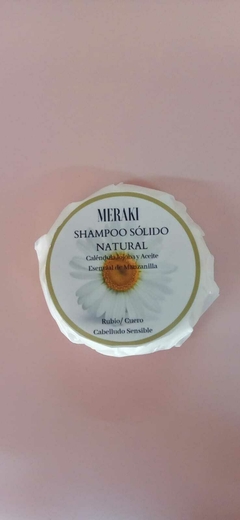 MERAKI
SHAMPOO SÓLIDO
NATURAL
Caléndula Jojoba y Aceite
Esencial de Manzanilla
Rubio/ Cuero
Cabelludo Sensible